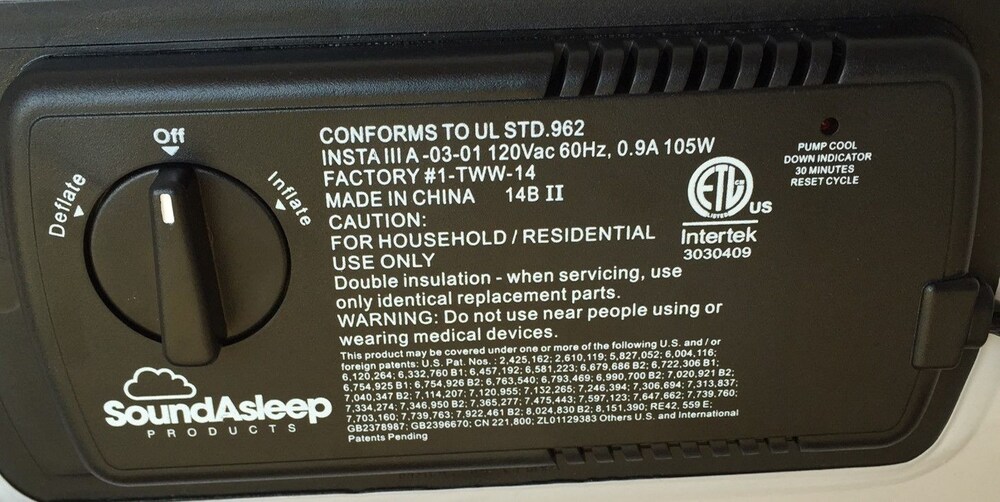 Off
Deflate
Inflate
SoundAsleep
PRODUCTS
CONFORMS TO UL STD.962
INSTA III A -03-01 120Vac 60Hz, 0.9A 105W
FACTORY #1-TWW-14
MADE IN CHINA 14B II
CAUTION:
FOR HOUSEHOLD / RESIDENTIAL
USE ONLY
Double insulation - when servicing, use
only identical replacement parts.
WARNING: Do not use near people using or
wearing medical devices.
This product may be covered under one or more of the following U.S. and / or
foreign patents: U.S. Pat. Nos. : 2,425,162; 2,610,119; 5,827,052; 6,004,116;
6,120,264; 6,332,760 B1; 6,457,192; 6,581,223; 6,679,686 B2; 6,722,306 B1;
6,754,925 B1; 6,754,926 B2; 6,763,540; 6,793,469; 6,990,700 B2; 7,020,921 B2;
7,040,347 B2; 7,114,207; 7,120,955; 7,132,265; 7,246,394; 7,306,694; 7,313,837;
7,334,274; 7,346,950 B2; 7,365,277; 7,475,443; 7,597,123; 7,647,662; 7,739,760;
7,703,160; 7,739,763; 7,922,461 B2; 8,024,830 B2; 8,151,390; RE42, 559 E;
GB2378987; GB2396670; CN 221,800; ZL01129383 Others U.S. and International
Patents Pending
ETL
CM
LISTED
US
Intertek
3030409
PUMP COOL
DOWN INDICATOR
30 MINUTES
RESET CYCLE